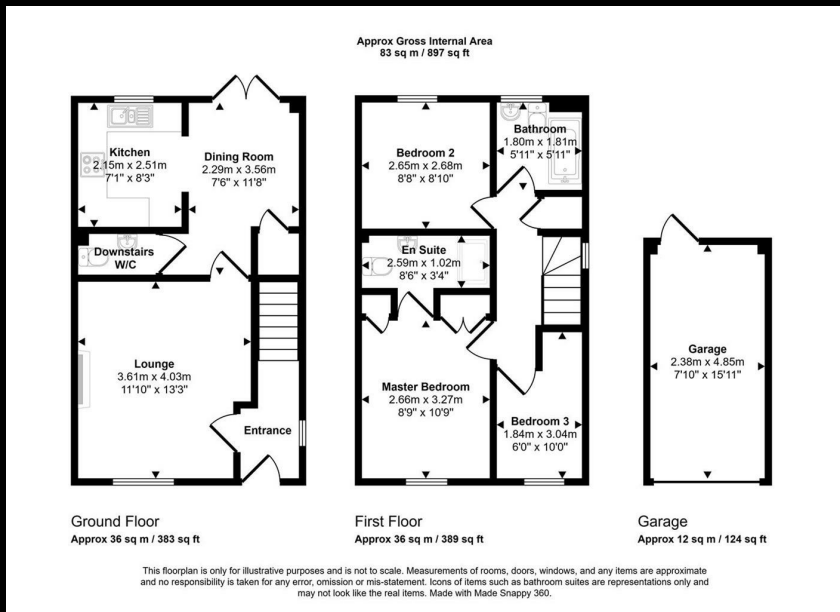 Approx Gross Internal Area
83 sq m / 897 sq ft
Kitchen
2.15m x 2.51m
7'1" x 8'3"
Dining Room
2.29m x 3.56m
7'6" x 11'8"
Downstairs
W/C
Lounge
3.61m x 4.03m
11'10" x 13'3"
Entrance
Ground Floor
Approx 36 sq m / 383 sq ft
Bedroom 2
2.65m x 2.68m
8'8" x 8'10"
Bathroom
1.80m x 1.81m
5'11" x 5'11"
En Suite
2.59m x 1.02m
8'6" x 3'4"
Master Bedroom
2.66m x 3.27m
8'9" x 10'9"
Bedroom 3
1.84m x 3.04m
6'0" x 10'0"
First Floor
Approx 36 sq m / 389 sq ft
Garage
2.38m x 4.85m
7'10" x 15'11"
Garage
Approx 12 sq m / 124 sq ft
This floorplan is only for illustrative purposes and is not to scale. Measurements of rooms, doors, windows, and any items are approximate
and no responsibility is taken for any error, omission or mis-statement. Icons of items such as bathroom suites are representations only and
may not look like the real items. Made with Made Snappy 360.